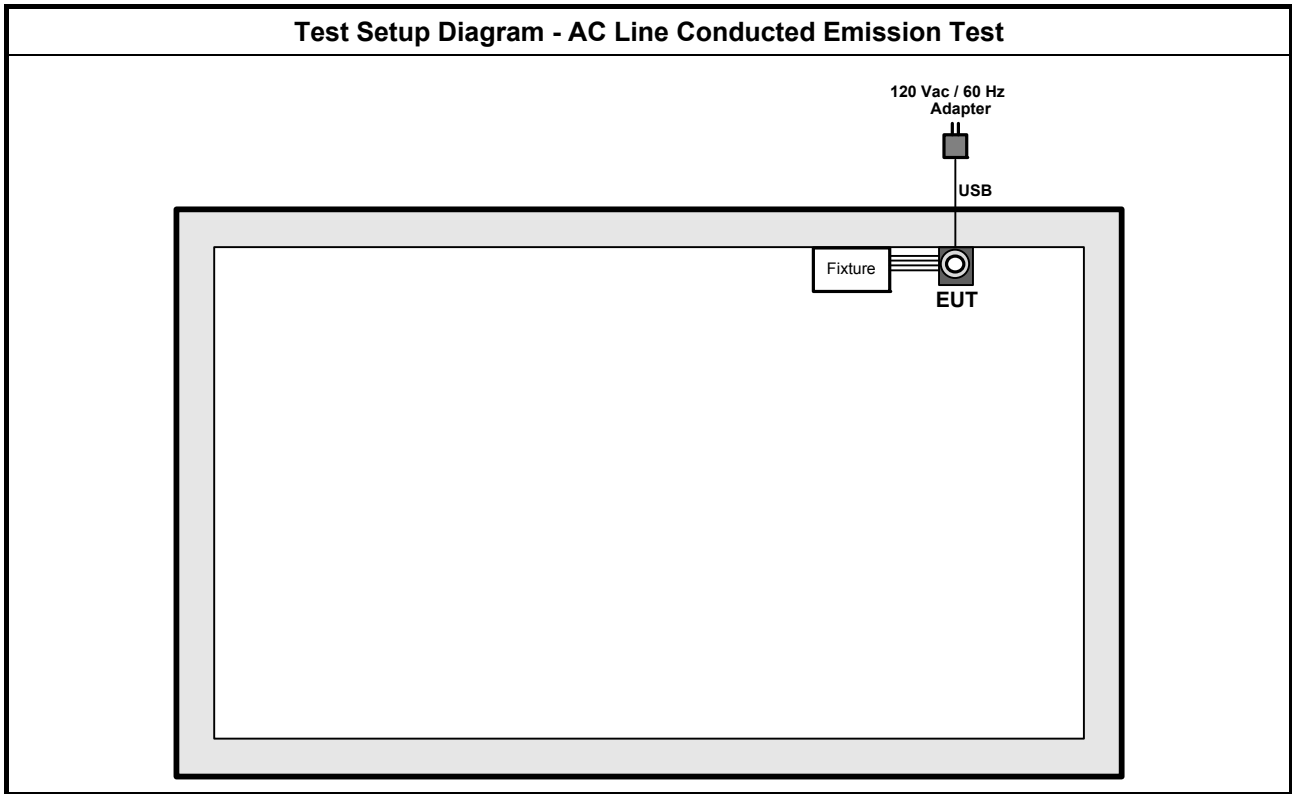 Test Setup Diagram - AC Line Conducted Emission Test
120 Vac / 60 Hz
Adapter
USB
Fixture
EUT